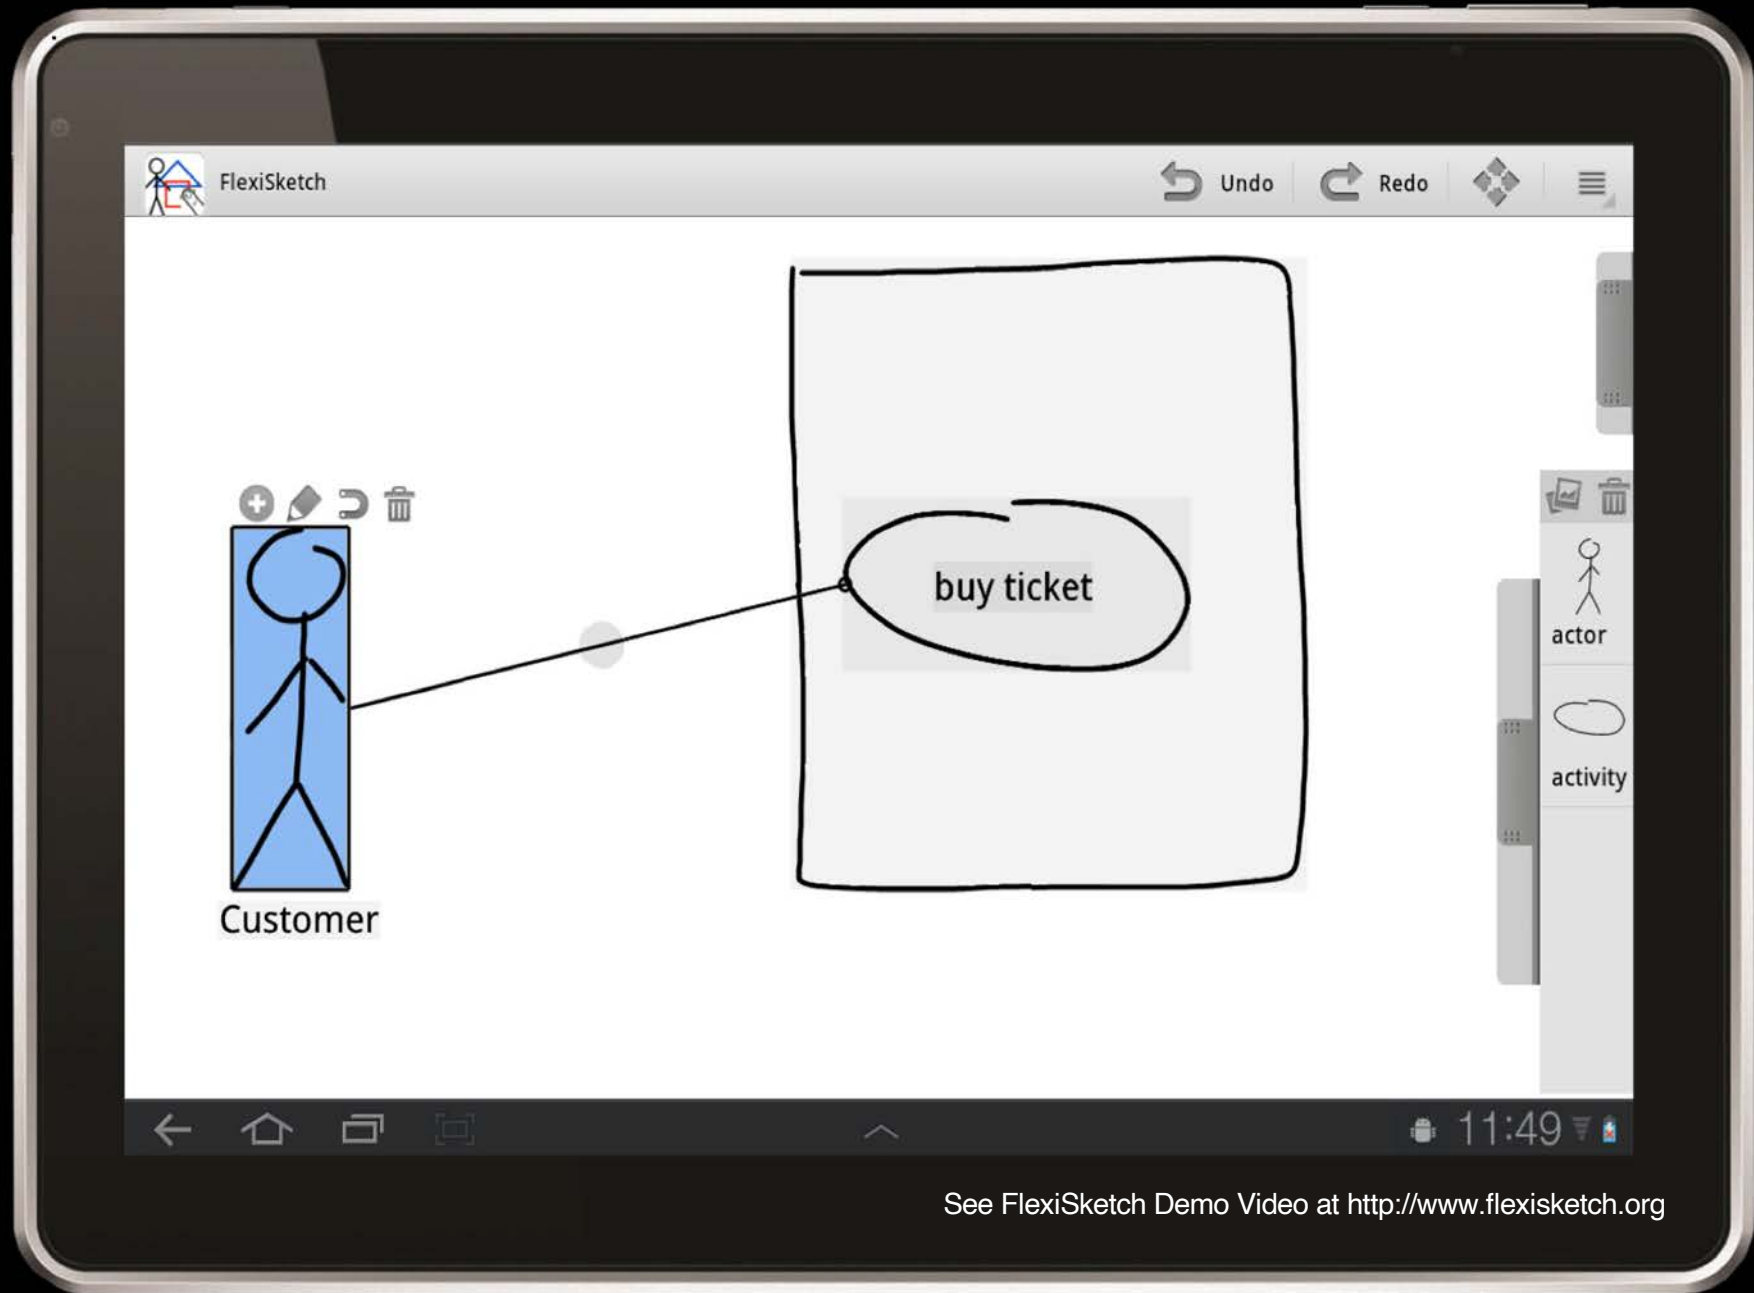 FlexiSketch
Undo
Redo
buy ticket
actor
activity
Customer
11:49
See FlexiSketch Demo Video at http://www.flexisketch.org